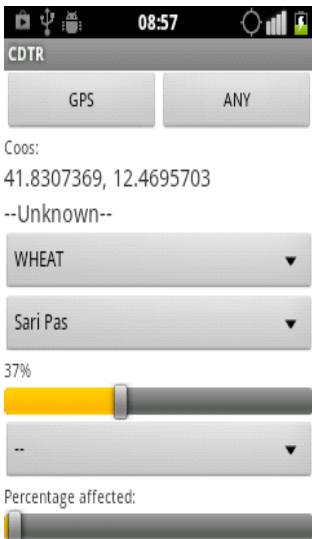 08:57
CDTR
GPS ANY
Coos:
41.8307369, 12.4695703
--Unknown--
WHEAT
Sari Pas
37%
--
Percentage affected: